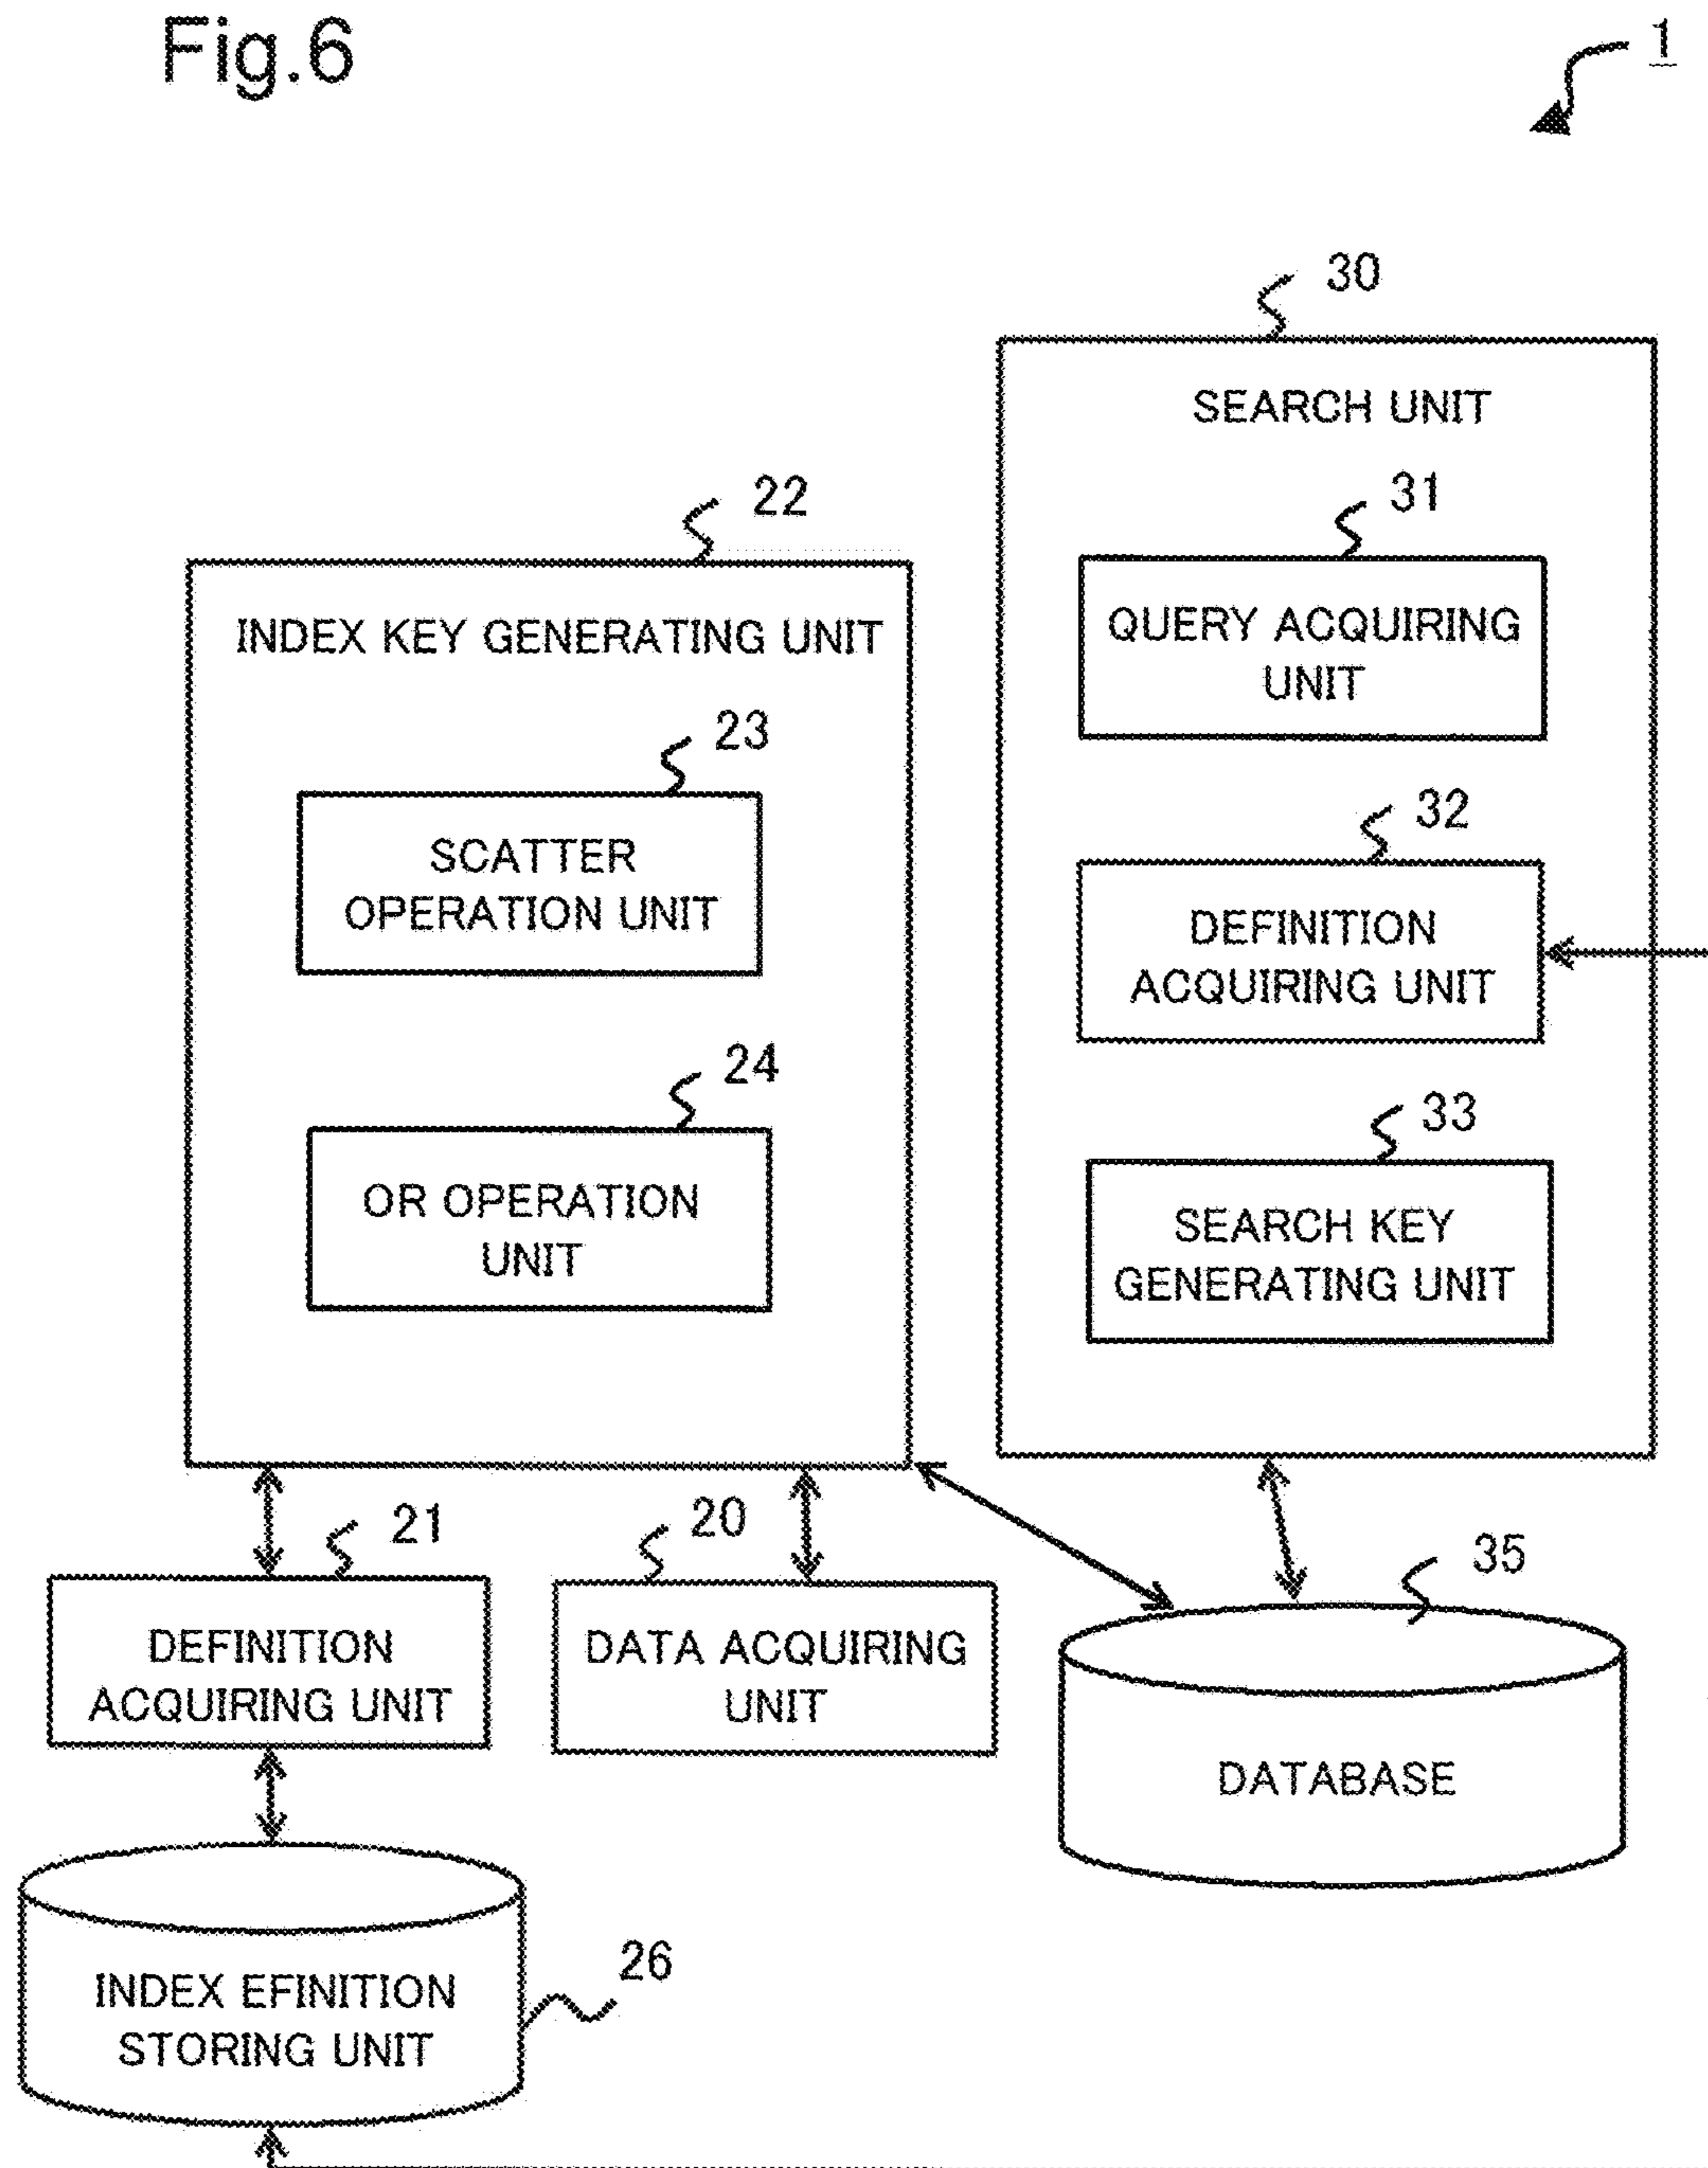 Fig.6
1
30
SEARCH UNIT
31
QUERY ACQUIRING
UNIT
32
DEFINITION
ACQUIRING UNIT
33
SEARCH KEY
GENERATING UNIT
22
INDEX KEY GENERATING UNIT
23
SCATTER
OPERATION UNIT
24
OR OPERATION
UNIT
21
DEFINITION
ACQUIRING UNIT
20
DATA ACQUIRING
UNIT
35
DATABASE
26
INDEX EFINITION
STORING UNIT